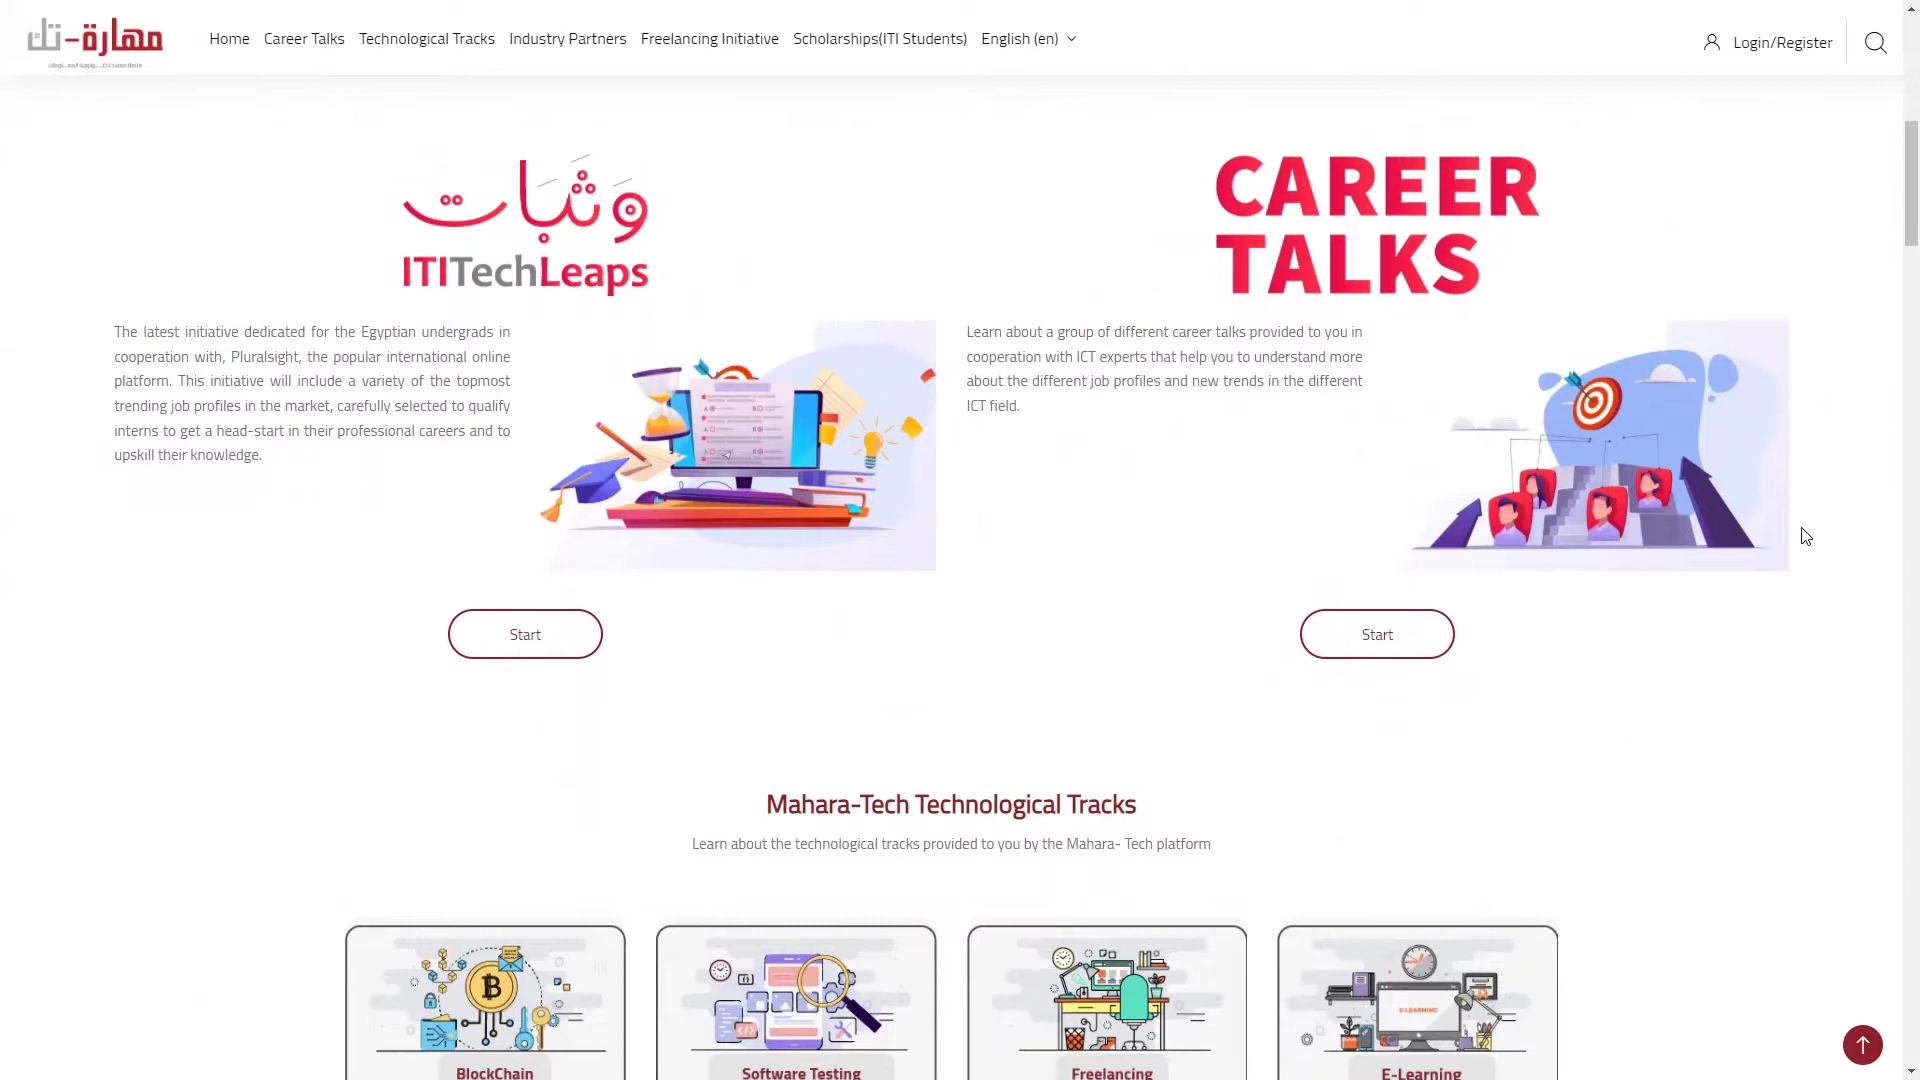 مهارة-تك
Home
Career Talks
Technological Tracks
Industry Partners
Freelancing Initiative
Scholarships(ITI Students)
English (en)
Login/Register
وَثَبَات
ITITechLeaps
The latest initiative dedicated for the Egyptian undergrads in
cooperation with, Pluralsight, the popular international online
platform. This initiative will include a variety of the topmost
trending job profiles in the market, carefully selected to qualify
interns to get a head-start in their professional careers and to
upskill their knowledge.
Start
CAREER
TALKS
Learn about a group of different career talks provided to you in
cooperation with ICT experts that help you to understand more
about the different job profiles and new trends in the different
ICT field.
Start
Mahara-Tech Technological Tracks
Learn about the technological tracks provided to you by the Mahara- Tech platform
BlockChain
Software Testing
Freelancing
E-LEARNING
E-Learning